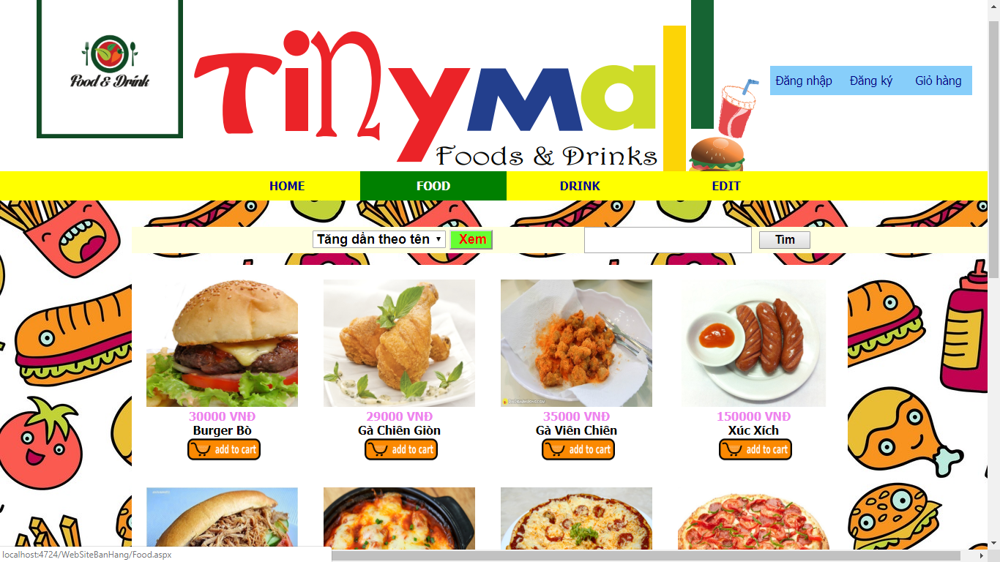 Food & Drink
TinyMall
Foods & Drinks
Đăng nhập Đăng ký Giỏ hàng
HOME FOOD DRINK EDIT
Tăng dần theo tên Xem Tìm
30000 VNĐ
Burger Bò
add to cart
29000 VNĐ
Gà Chiên Giòn
add to cart
35000 VNĐ
Gà Viên Chiên
add to cart
150000 VNĐ
Xúc Xích
add to cart
localhost:4724/WebSiteBanHang/Food.aspx